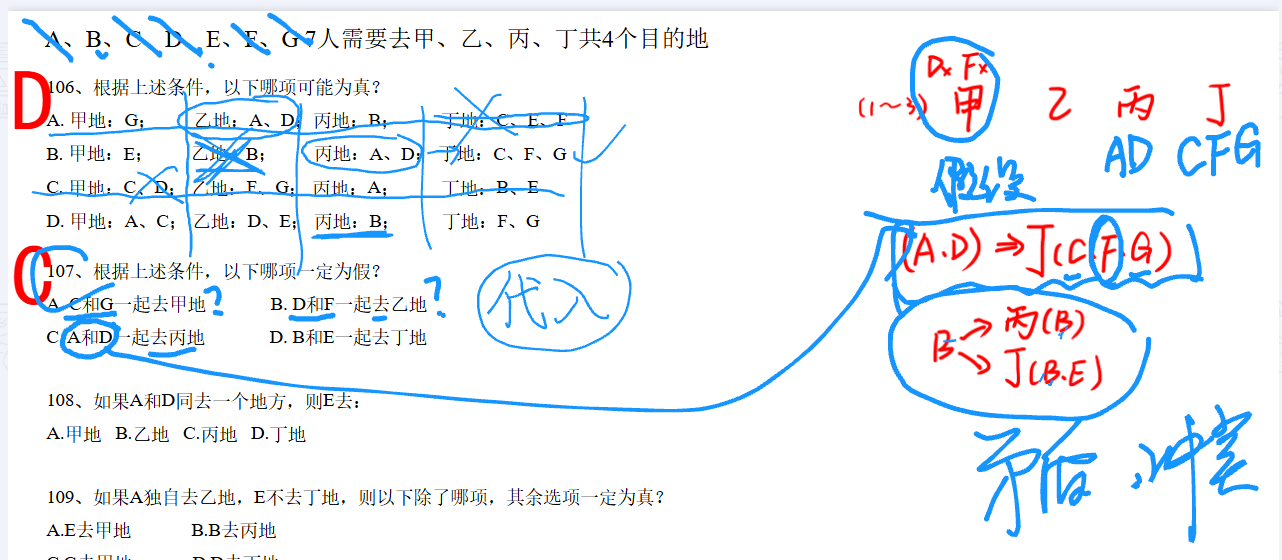 A、B、C、D、E、F、G 7人需要去甲、乙、丙、丁共4个目的地
D
106、根据上述条件，以下哪项可能为真？
A. 甲地：G； 乙地：A、D； 丙地：B； 丁地：C、E、F
B. 甲地：E； 乙地：B； 丙地：A、D； 丁地：C、F、G
C. 甲地：C、D； 乙地：F、G； 丙地：A； 丁地：B、E
D. 甲地：A、C； 乙地：D、E； 丙地：B； 丁地：F、G
C
107、根据上述条件，以下哪项一定为假？
A. C和G一起去甲地？ B. D和F一起去乙地？
C. A和D一起去丙地 D. B和E一起去丁地
代入
108、如果A和D同去一个地方，则E去：
A.甲地 B.乙地 C.丙地 D.丁地
109、如果A独自去乙地，E不去丁地，则以下除了哪项，其余选项一定为真？
A.E去甲地 B.B去丙地
Dx Fx
(1～3) 甲 乙 丙 丁
AD CFG
假设
(A.D) ⇒ 丁(C.F.G)
B → 丙(B)
→ 丁(B.E)
矛盾、冲突